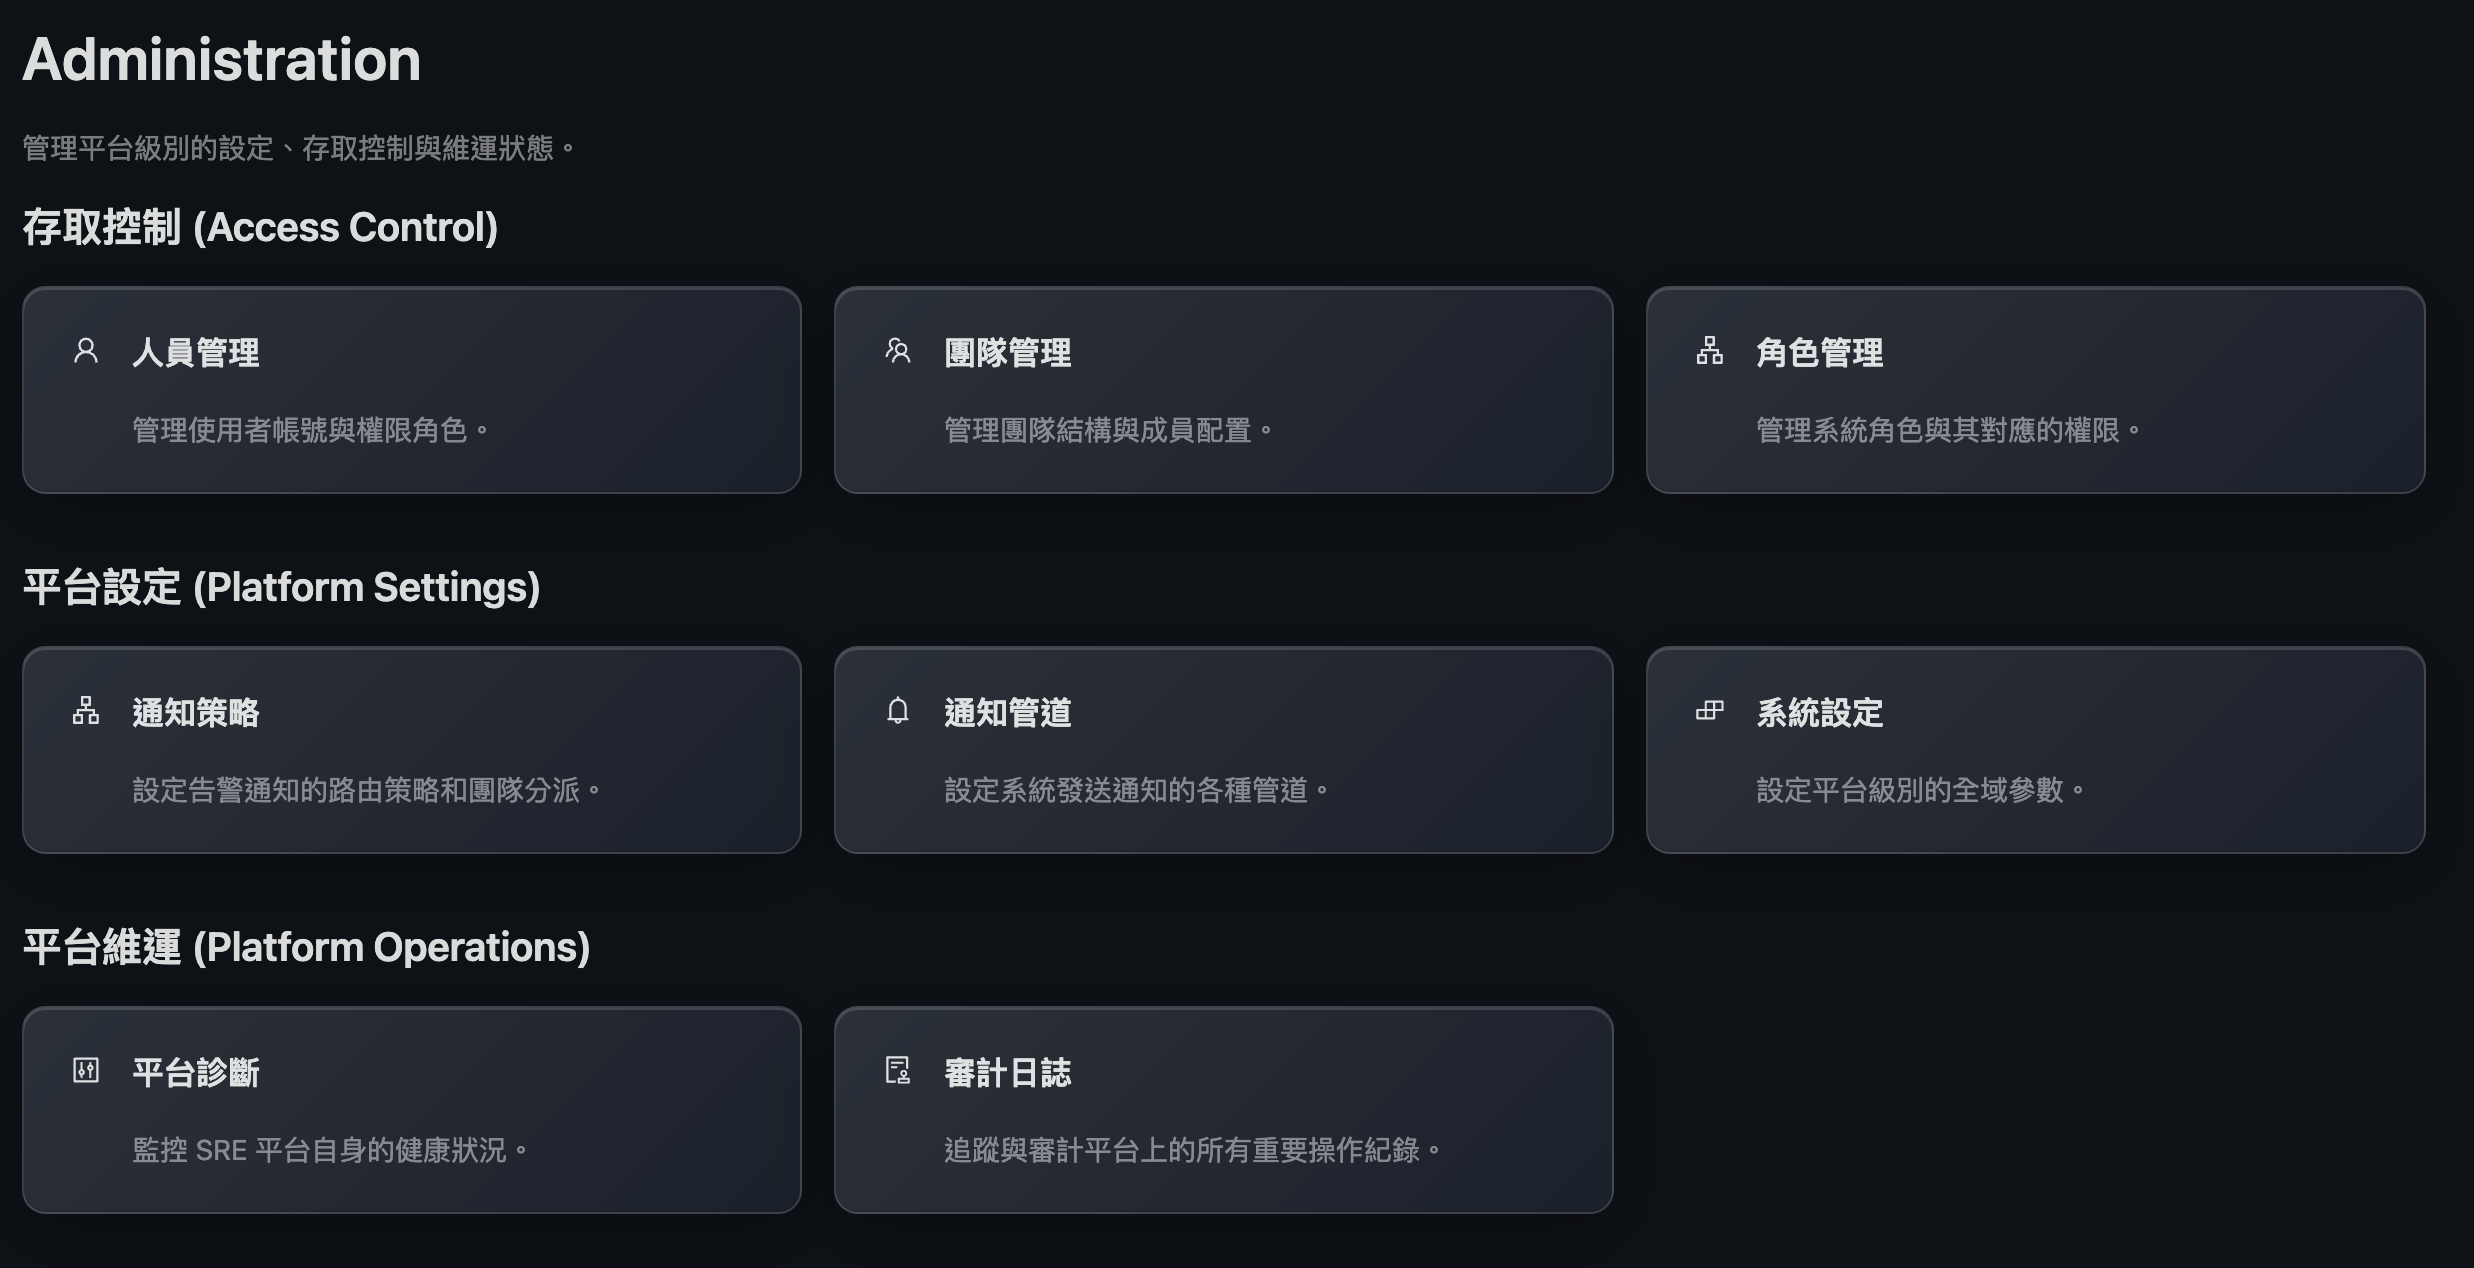 Administration
管理平台級別的設定、存取控制與維運狀態。
存取控制 (Access Control)
人員管理
管理使用者帳號與權限角色。
團隊管理
管理團隊結構與成員配置。
角色管理
管理系統角色與其對應的權限。
平台設定 (Platform Settings)
通知策略
設定告警通知的路由策略和團隊分派。
通知管道
設定系統發送通知的各種管道。
系統設定
設定平台級別的全域參數。
平台維運 (Platform Operations)
平台診斷
監控 SRE 平台自身的健康狀況。
審計日誌
追蹤與審計平台上的所有重要操作紀錄。